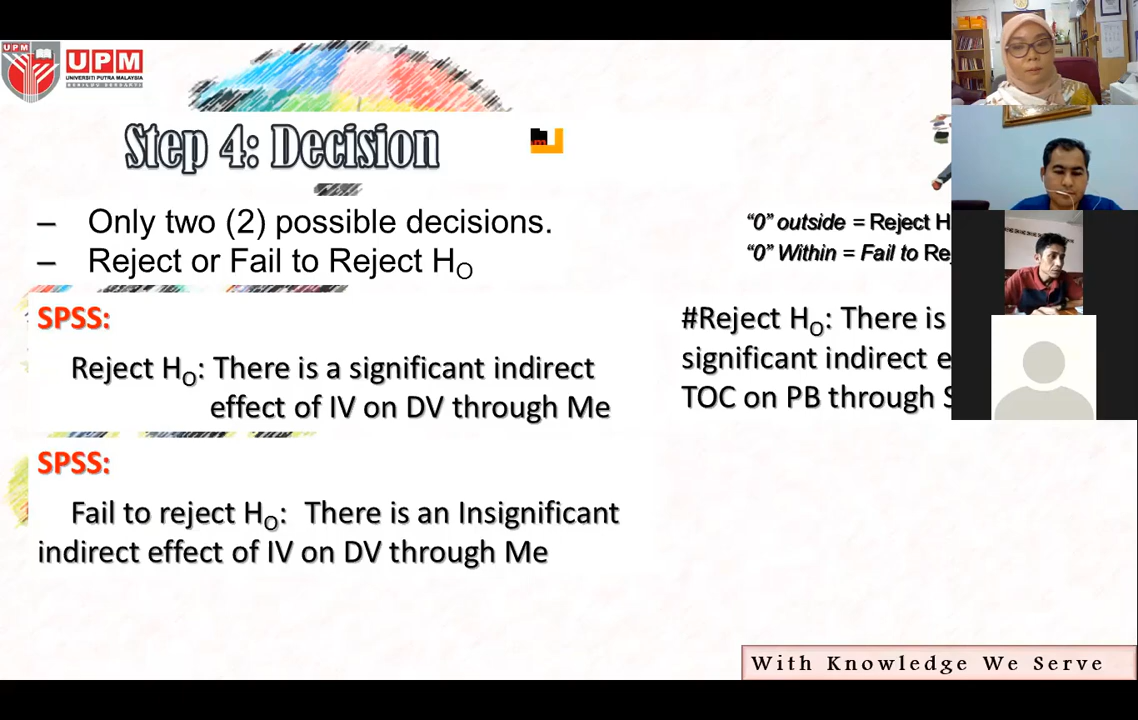 UPM
UPM
UNIVERSITI PUTRA MALAYSIA
BERILMU BERBAKTI
Step 4: Decision
– Only two (2) possible decisions.
– Reject or Fail to Reject HO
"0" outside = Reject H
"0" Within = Fail to Re
SPSS:
Reject HO: There is a significant indirect
effect of IV on DV through Me
#Reject HO: There is
significant indirect e
TOC on PB through S
SPSS:
Fail to reject HO: There is an Insignificant
indirect effect of IV on DV through Me
With Knowledge We Serve